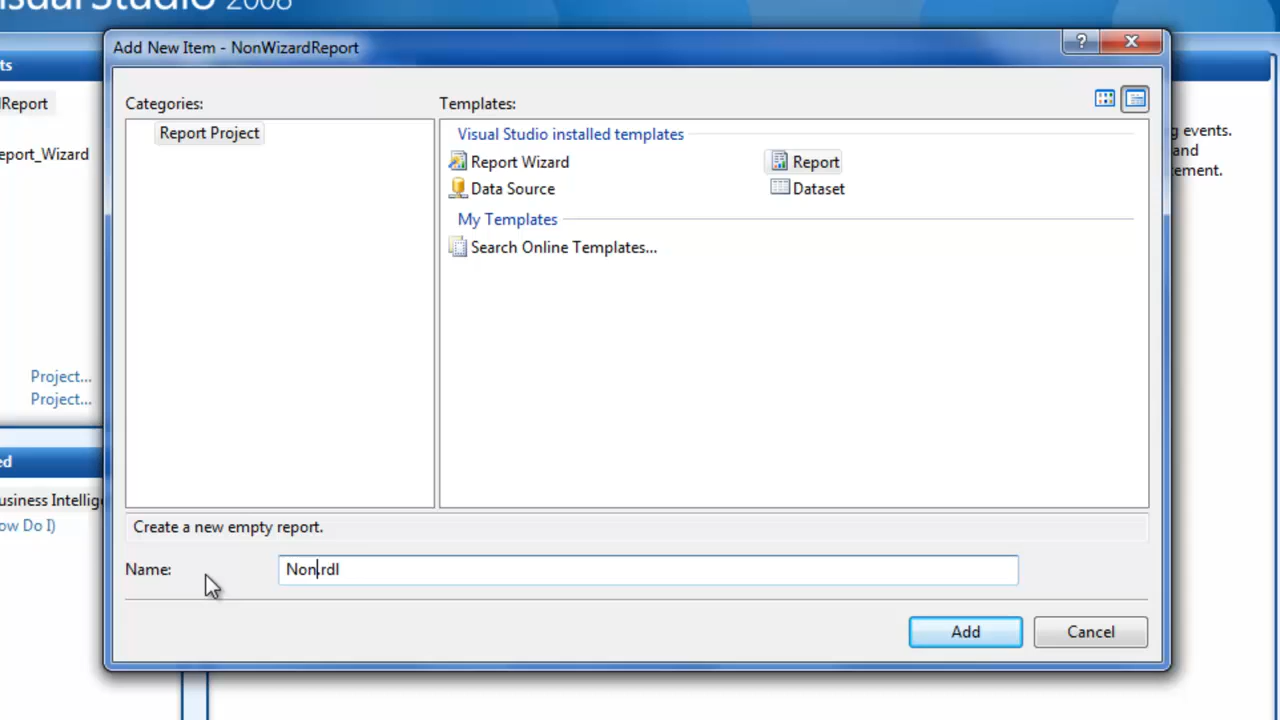 Studio 2008
Add New Item - NonWizardReport
?
ts
Report
eport_Wizard
Project...
Project...
ed
usiness Intellig
ow Do I)
Categories:
Report Project
Templates:
Visual Studio installed templates
Report Wizard
Report
Data Source
Dataset
My Templates
Search Online Templates...
g events.
and
ement.
Create a new empty report.
Name:
Non.rdl
Add
Cancel